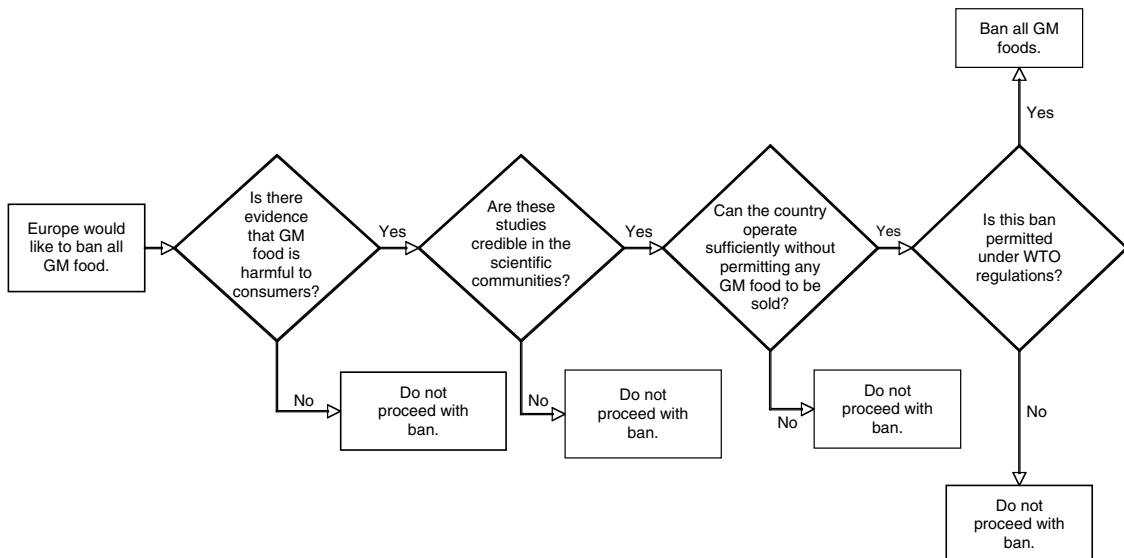 Europe would
like to ban all
GM food.
Is there
evidence
that GM
food is
harmful to
consumers?
Yes
No
Do not
proceed with
ban.
Are these
studies
credible in the
scientific
communities?
Yes
No
Do not
proceed with
ban.
Can the
country
operate
sufficiently without
permitting any
GM food to be
sold?
Yes
No
Do not
proceed with
ban.
Is this ban
permitted
under WTO
regulations?
Yes
Ban all GM
foods.
No
Do not
proceed with
ban.